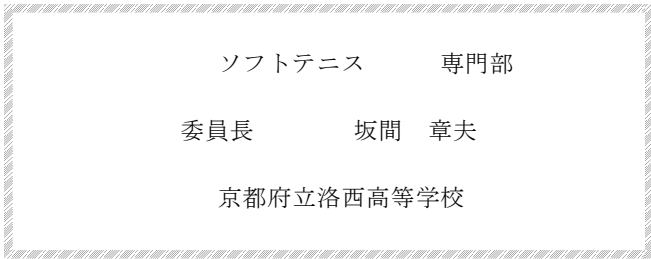 ソフトテニス　　　専門部
委員長　　　　坂間　章夫
京都府立洛西高等学校